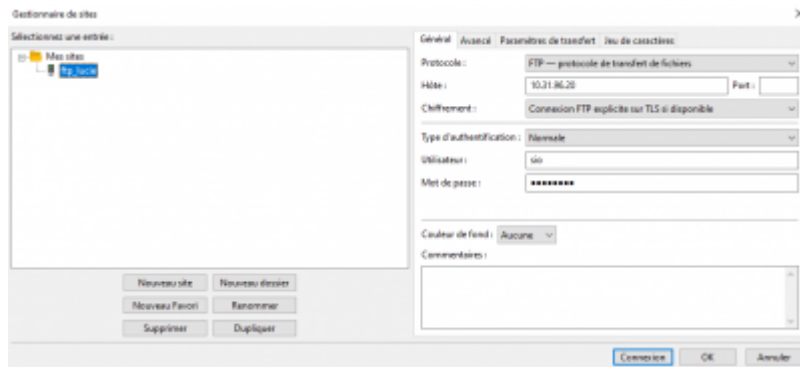 Gestionnaire de sites
Sélectionnez une entrée :
Mes sites
ftp_lucie
Nouveau site
Nouveau dossier
Nouveau Favori
Renommer
Supprimer
Dupliquer
Général Avancé Paramètres de transfert Jeu de caractères
Protocole : FTP — protocole de transfert de fichiers
Hôte : 10.31.96.20 Port :
Chiffrement : Connexion FTP explicite sur TLS si disponible
Type d'authentification : Normale
Utilisateur : sio
Mot de passe : ••••••••
Couleur de fond : Aucune
Commentaires :
Connexion OK Annuler